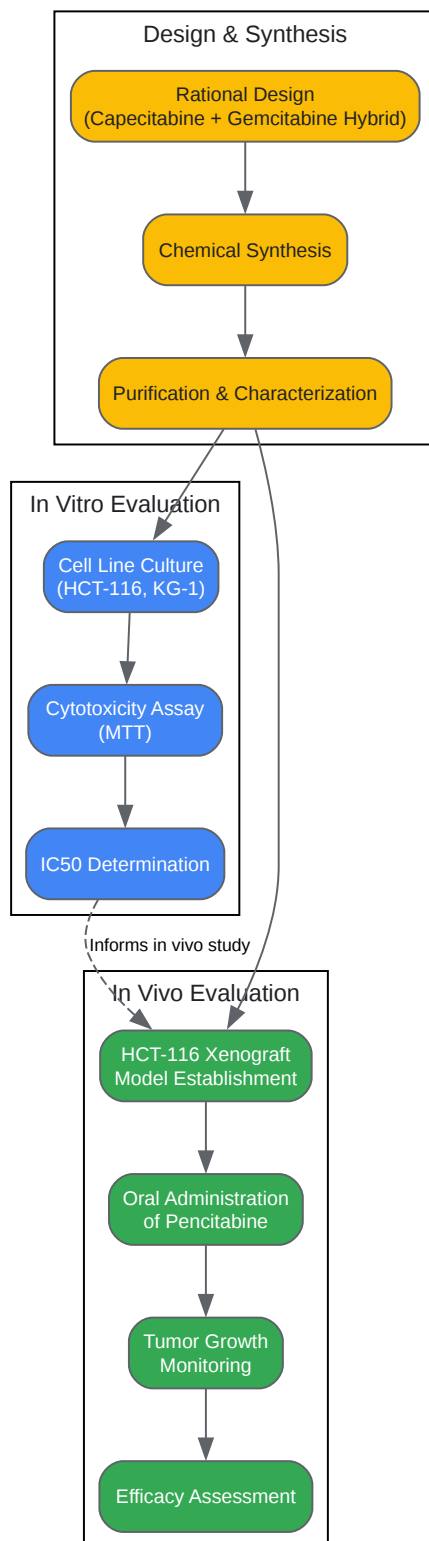 Design & Synthesis
Rational Design
(Capecitabine + Gemcitabine Hybrid)
Chemical Synthesis
Purification & Characterization
In Vitro Evaluation
Cell Line Culture
(HCT-116, KG-1)
Cytotoxicity Assay
(MTT)
IC50 Determination
Informs in vivo study
In Vivo Evaluation
HCT-116 Xenograft
Model Establishment
Oral Administration
of Pencitabine
Tumor Growth
Monitoring
Efficacy Assessment